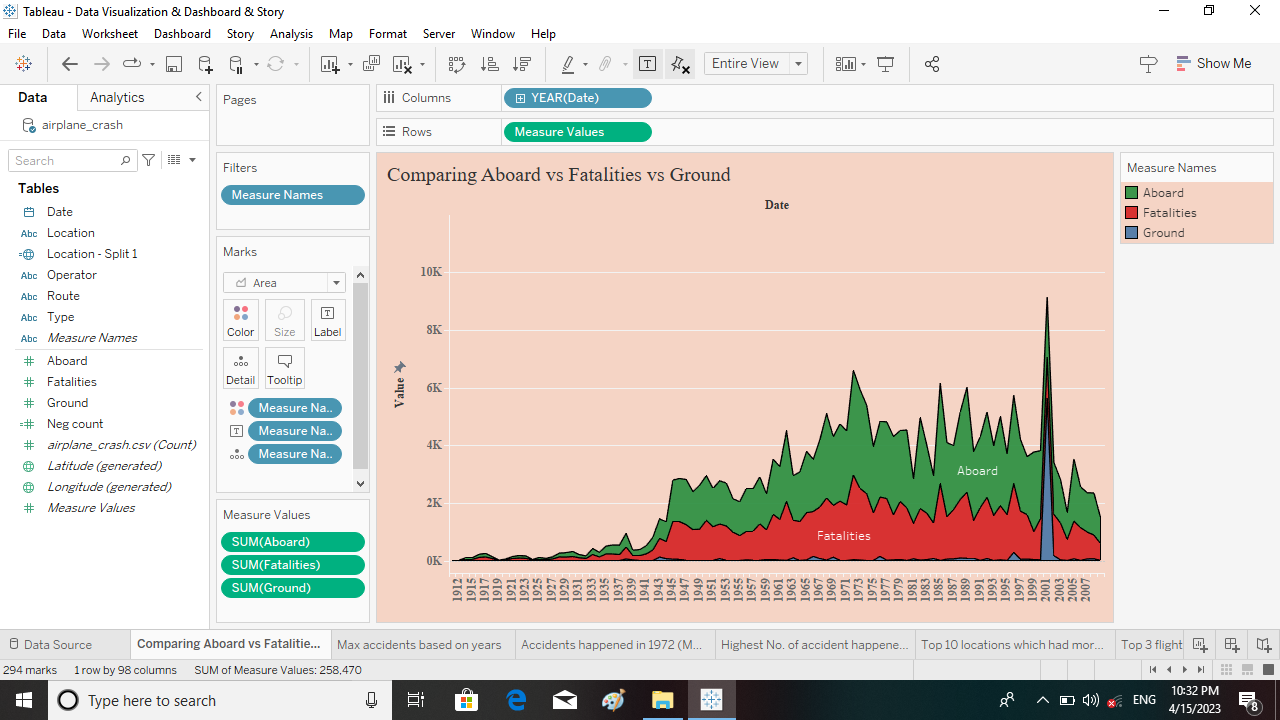 Tableau - Data Visualization & Dashboard & Story
File Data Worksheet Dashboard Story Analysis Map Format Server Window Help
Entire View
Show Me
Data Analytics
airplane_crash
Search
Tables
Date
Abc Location
Location - Split 1
Abc Operator
Abc Route
Abc Type
Abc Measure Names
Aboard
Fatalities
Ground
Neg count
airplane_crash.csv (Count)
Latitude (generated)
Longitude (generated)
Measure Values
Pages
Filters
Measure Names
Marks
Area
Color Size Label
Detail Tooltip
Measure Na..
Measure Na..
Measure Na..
Measure Values
SUM(Aboard)
SUM(Fatalities)
SUM(Ground)
Columns YEAR(Date)
Rows Measure Values
Comparing Aboard vs Fatalities vs Ground
Date
10K
8K
6K
4K
2K
0K
Value
Aboard
Fatalities
1912 1915 1917 1919 1921 1923 1925 1927 1929 1931 1933 1935 1937 1939 1941 1943 1945 1947 1949 1951 1953 1955 1957 1959 1961 1963 1965 1967 1969 1971 1973 1975 1977 1979 1981 1983 1985 1987 1989 1991 1993 1995 1997 1999 2001 2003 2005 2007
Measure Names
Aboard
Fatalities
Ground
Data Source Comparing Aboard vs Fatalitie... Max accidents based on years Accidents happened in 1972 (M... Highest No. of accident happene... Top 10 locations which had mor... Top 3 flight
294 marks 1 row by 98 columns SUM of Measure Values: 258,470
Type here to search
ENG
10:32 PM
4/15/2023
8